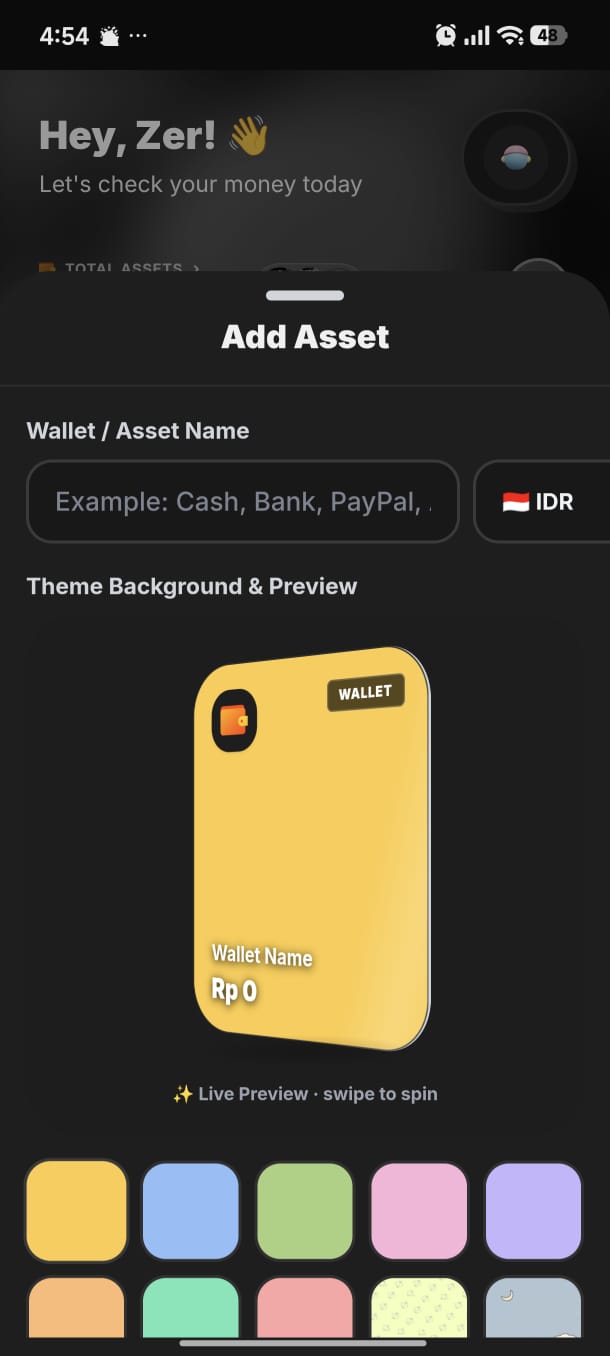 4:54 ... 48
Hey, Zer! 👋
Let's check your money today
TOTAL ASSETS ›
Add Asset
Wallet / Asset Name
Example: Cash, Bank, PayPal, .
🇮🇩 IDR
Theme Background & Preview
WALLET
Wallet Name
Rp 0
✨ Live Preview · swipe to spin